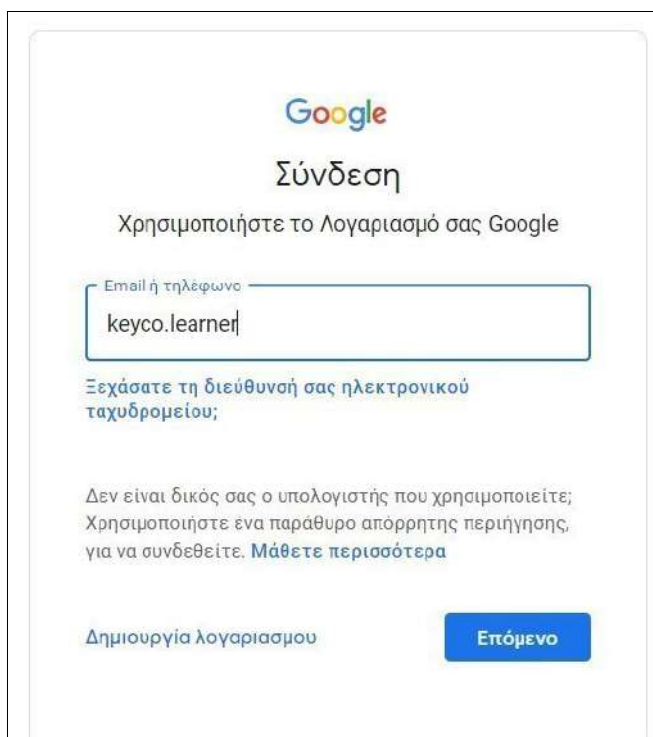 Google
Σύνδεση
Χρησιμοποιήστε το Λογαριασμό σας Google
Email ή τηλέφωνο
keyco.learner
Ξεχάσατε τη διεύθυνσή σας ηλεκτρονικού
ταχυδρομείου;
Δεν είναι δικός σας ο υπολογιστής που χρησιμοποιείτε;
Χρησιμοποιήστε ένα παράθυρο απόρρητης περιήγησης,
για να συνδεθείτε. Μάθετε περισσότερα
Δημιουργία λογαριασμου
Επόμενο